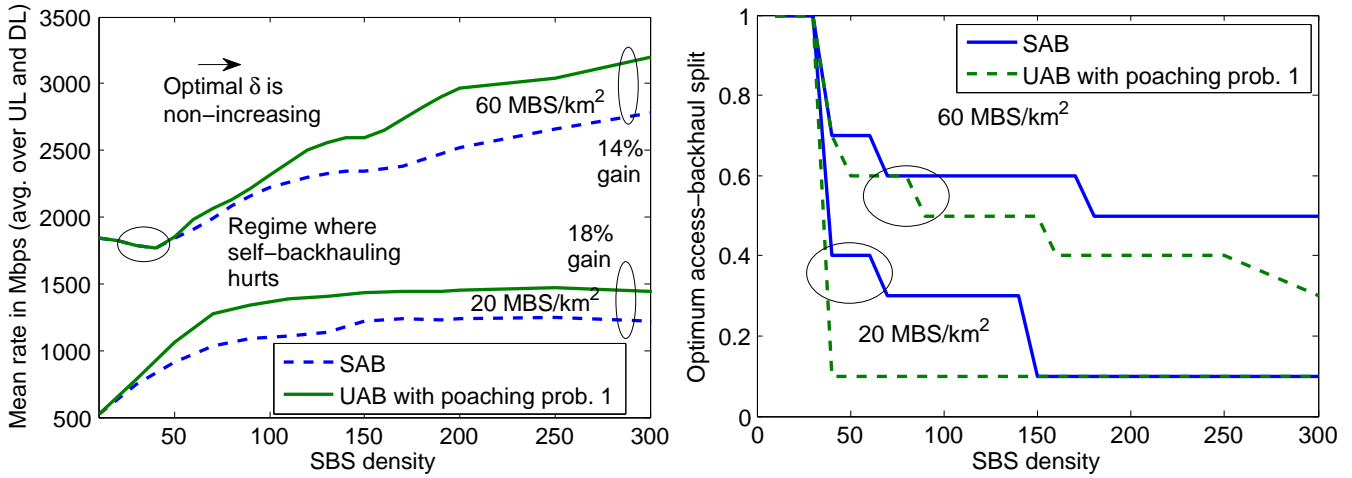 Mean rate in Mbps (avg. over UL and DL)
3500
3000
2500
2000
1500
1000
500
Optimal δ is
non−increasing
60 MBS/km²
14%
gain
Regime where
self−backhauling
hurts
18%
gain
20 MBS/km²
SAB
UAB with poaching prob. 1
50
100
150
200
250
300
SBS density
Optimum access−backhaul split
1
0.8
0.6
0.4
0.2
0
SAB
UAB with poaching prob. 1
60 MBS/km²
20 MBS/km²
0
50
100
150
200
250
300
SBS density